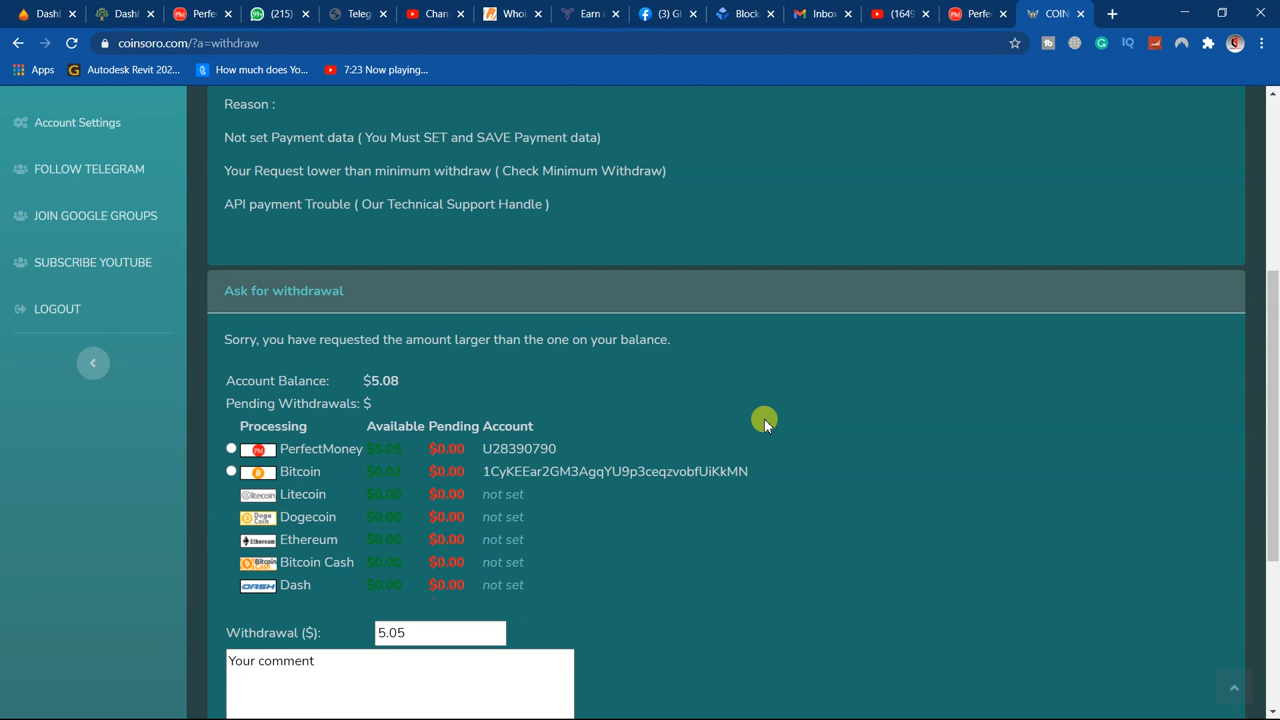 Dashl
Dashl
Perfe
(215)
Teleg
Chan
Whoi
Earn r
(3) Gl
Block
Inbox
(1649
Perfe
COIN
coinsoro.com/?a=withdraw
Apps
Autodesk Revit 202...
How much does Yo...
7:23 Now playing...
Reason :
Account Settings
Not set Payment data ( You Must SET and SAVE Payment data)
FOLLOW TELEGRAM
Your Request lower than minimum withdraw ( Check Minimum Withdraw)
API payment Trouble ( Our Technical Support Handle )
JOIN GOOGLE GROUPS
SUBSCRIBE YOUTUBE
LOGOUT
Ask for withdrawal
Sorry, you have requested the amount larger than the one on your balance.
Account Balance: $5.08
Pending Withdrawals: $
Processing Available Pending Account
PerfectMoney $5.05 $0.00 U28390790
Bitcoin $0.03 $0.00 1CyKEEar2GM3AgqYU9p3ceqzvobfUiKkMN
Litecoin $0.00 $0.00 not set
Dogecoin $0.00 $0.00 not set
Ethereum $0.00 $0.00 not set
Bitcoin Cash $0.00 $0.00 not set
Dash $0.00 $0.00 not set
Withdrawal ($): 5.05
Your comment